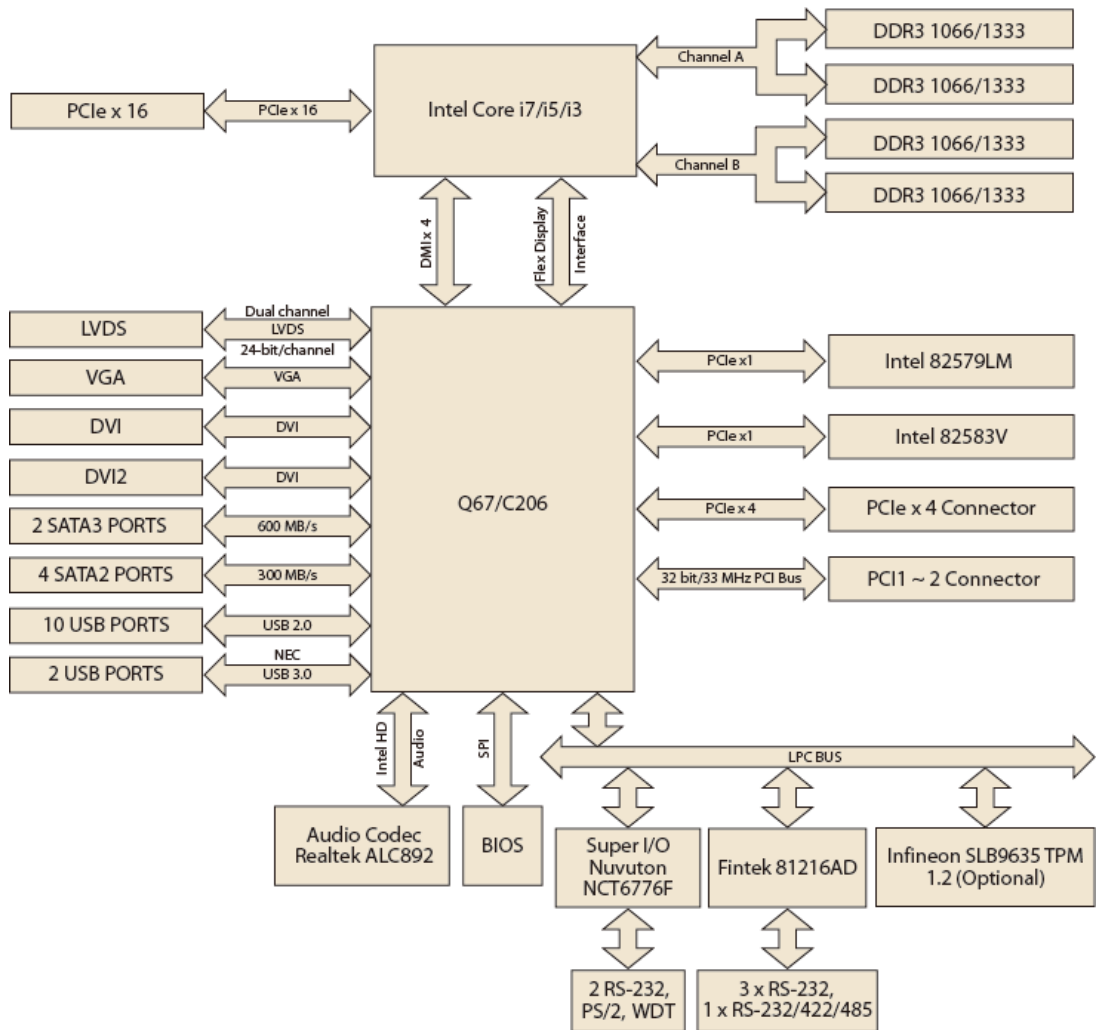 DDR3 1066/1333
Channel A
DDR3 1066/1333
PCIe x 16
PCIe x 16
Intel Core i7/i5/i3
DDR3 1066/1333
Channel B
DDR3 1066/1333
DMI x 4
Flex Display
Interface
LVDS
Dual channel
LVDS
24-bit/channel
VGA
VGA
DVI
DVI
DVI2
DVI
2 SATA3 PORTS
600 MB/s
4 SATA2 PORTS
300 MB/s
10 USB PORTS
USB 2.0
2 USB PORTS
NEC
USB 3.0
Q67/C206
PCIe x1
Intel 82579LM
PCIe x1
Intel 82583V
PCIe x 4
PCIe x 4 Connector
32 bit/33 MHz PCI Bus
PCI1 ~ 2 Connector
Intel HD
Audio
SPI
LPC BUS
Audio Codec
Realtek ALC892
BIOS
Super I/O
Nuvuton
NCT6776F
Fintek 81216AD
Infineon SLB9635 TPM
1.2 (Optional)
2 RS-232,
PS/2, WDT
3 x RS-232,
1 x RS-232/422/485